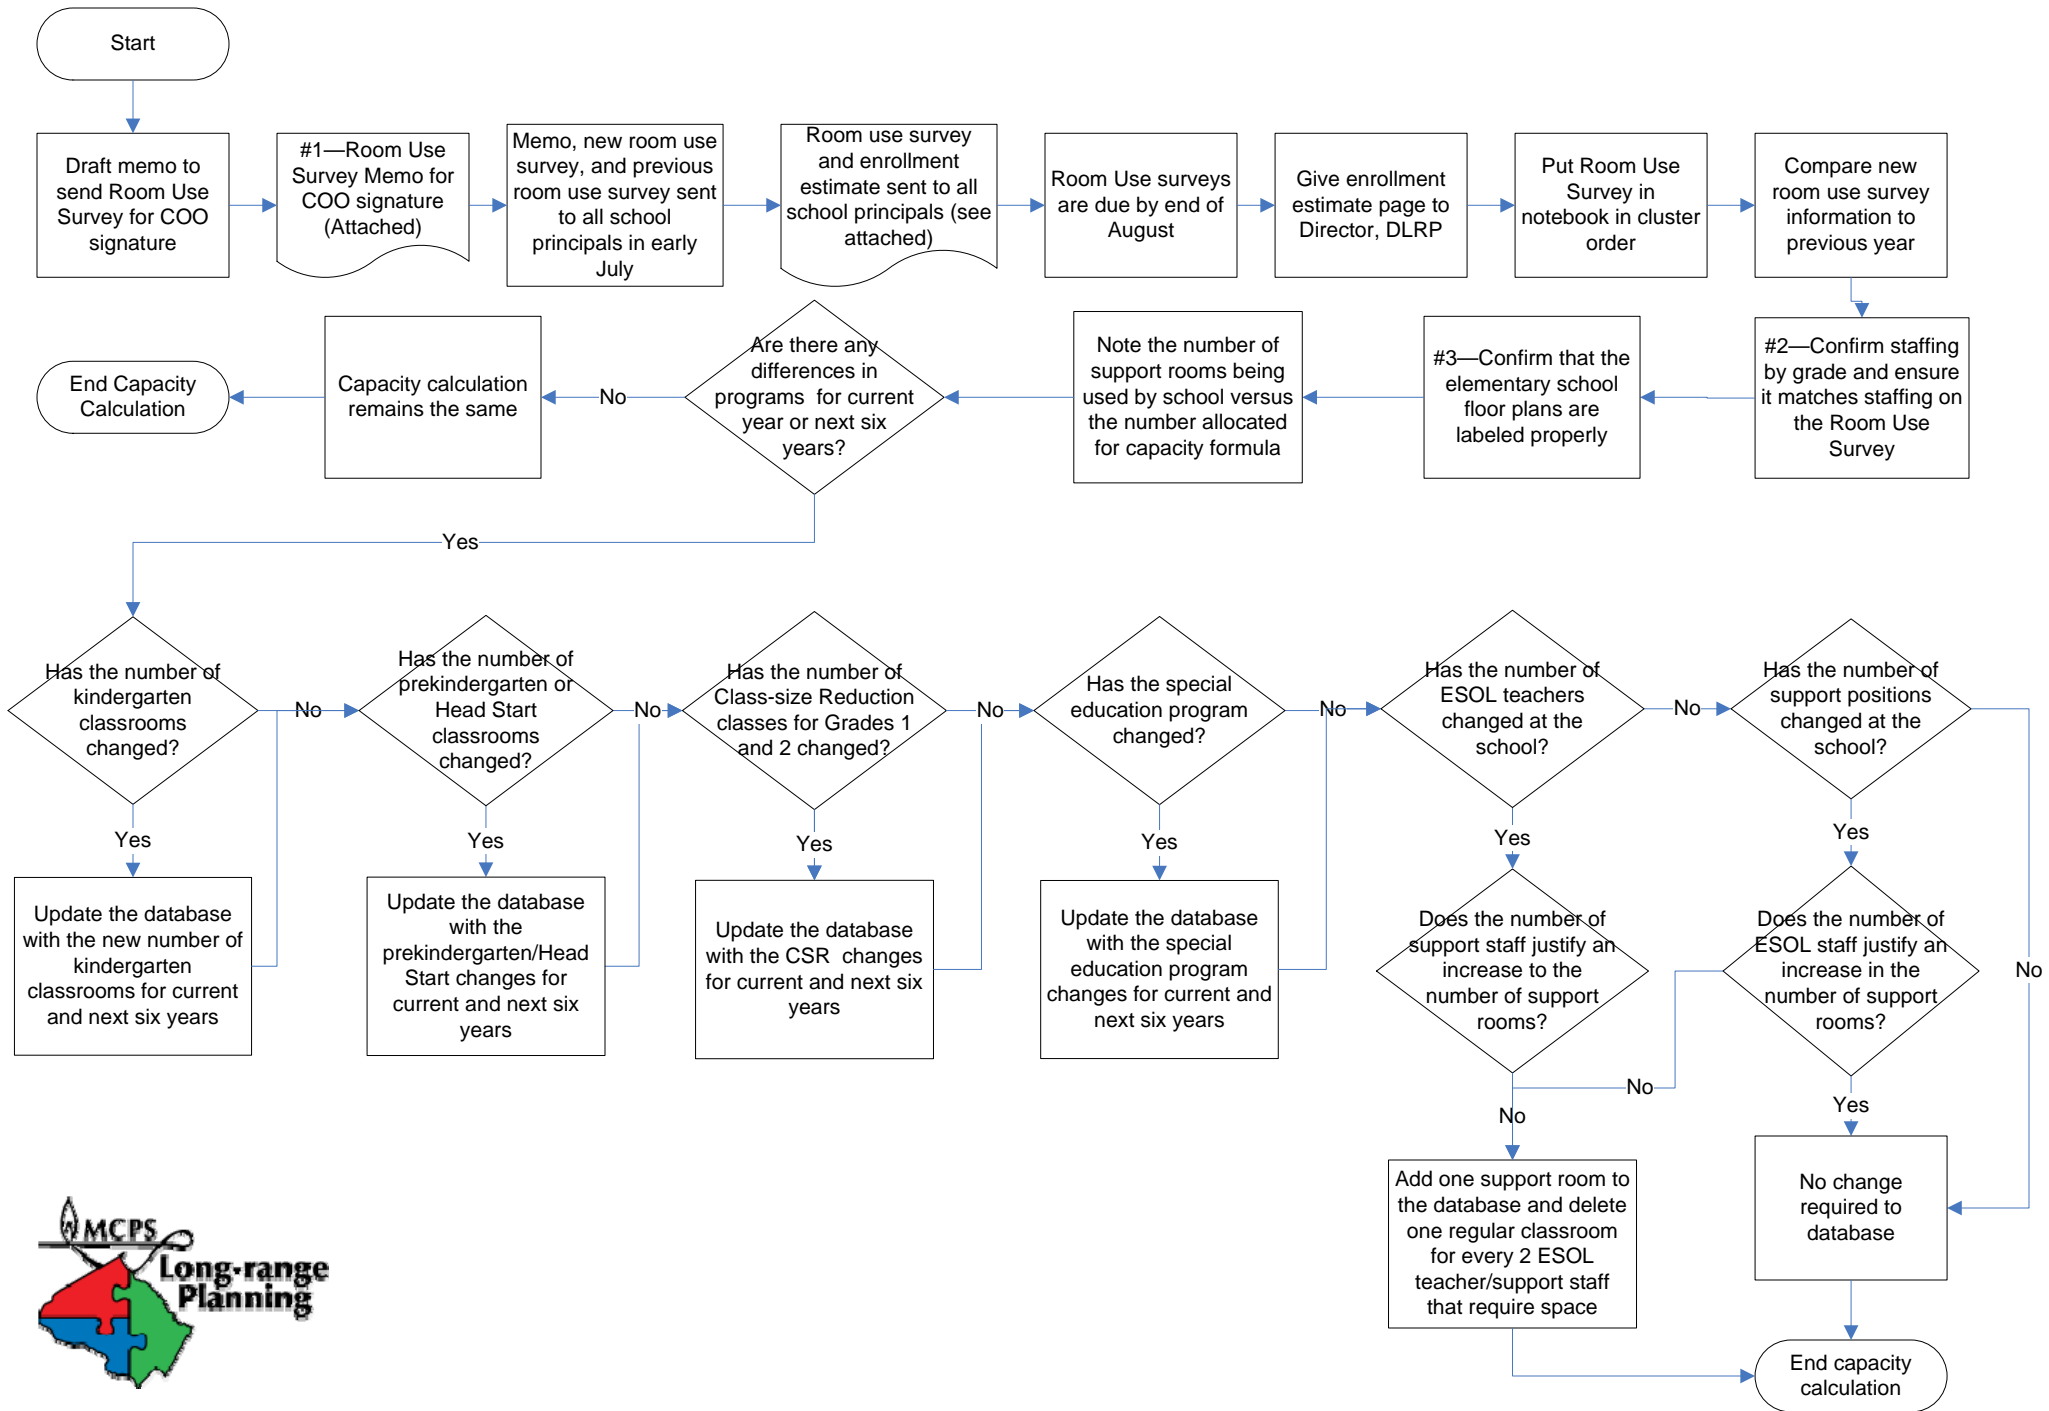 Start
Draft memo to
send Room Use
Survey for COO
signature
#1—Room Use
Survey Memo for
COO signature
(Attached)
Memo, new room use
survey, and previous
room use survey sent
to all school
principals in early
July
Room use survey
and enrollment
estimate sent to all
school principals (see
attached)
Room Use surveys
are due by end of
August
Give enrollment
estimate page to
Director, DLRP
Put Room Use
Survey in
notebook in cluster
order
Compare new
room use survey
information to
previous year
#2—Confirm staffing
by grade and ensure
it matches staffing on
the Room Use
Survey
#3—Confirm that the
elementary school
floor plans are
labeled properly
Note the number of
support rooms being
used by school versus
the number allocated
for capacity formula
Are there any
differences in
programs for current
year or next six
years?
No
Capacity calculation
remains the same
End Capacity
Calculation
Yes
Has the number of
kindergarten
classrooms
changed?
No
Has the number of
prekindergarten or
Head Start
classrooms
changed?
No
Has the number of
Class-size Reduction
classes for Grades 1
and 2 changed?
No
Has the special
education program
changed?
No
Has the number of
ESOL teachers
changed at the
school?
No
Has the number of
support positions
changed at the
school?
No
Yes
Yes
Yes
Yes
Yes
Yes
Update the database
with the new number of
kindergarten
classrooms for current
and next six years
Update the database
with the
prekindergarten/Head
Start changes for
current and next six
years
Update the database
with the CSR changes
for current and next six
years
Update the database
with the special
education program
changes for current and
next six years
Does the number of
support staff justify an
increase to the
number of support
rooms?
Does the number of
ESOL staff justify an
increase in the
number of support
rooms?
No
No
Yes
Add one support room to
the database and delete
one regular classroom
for every 2 ESOL
teacher/support staff
that require space
No change
required to
database
End capacity
calculation
MCPS
Long-range
Planning